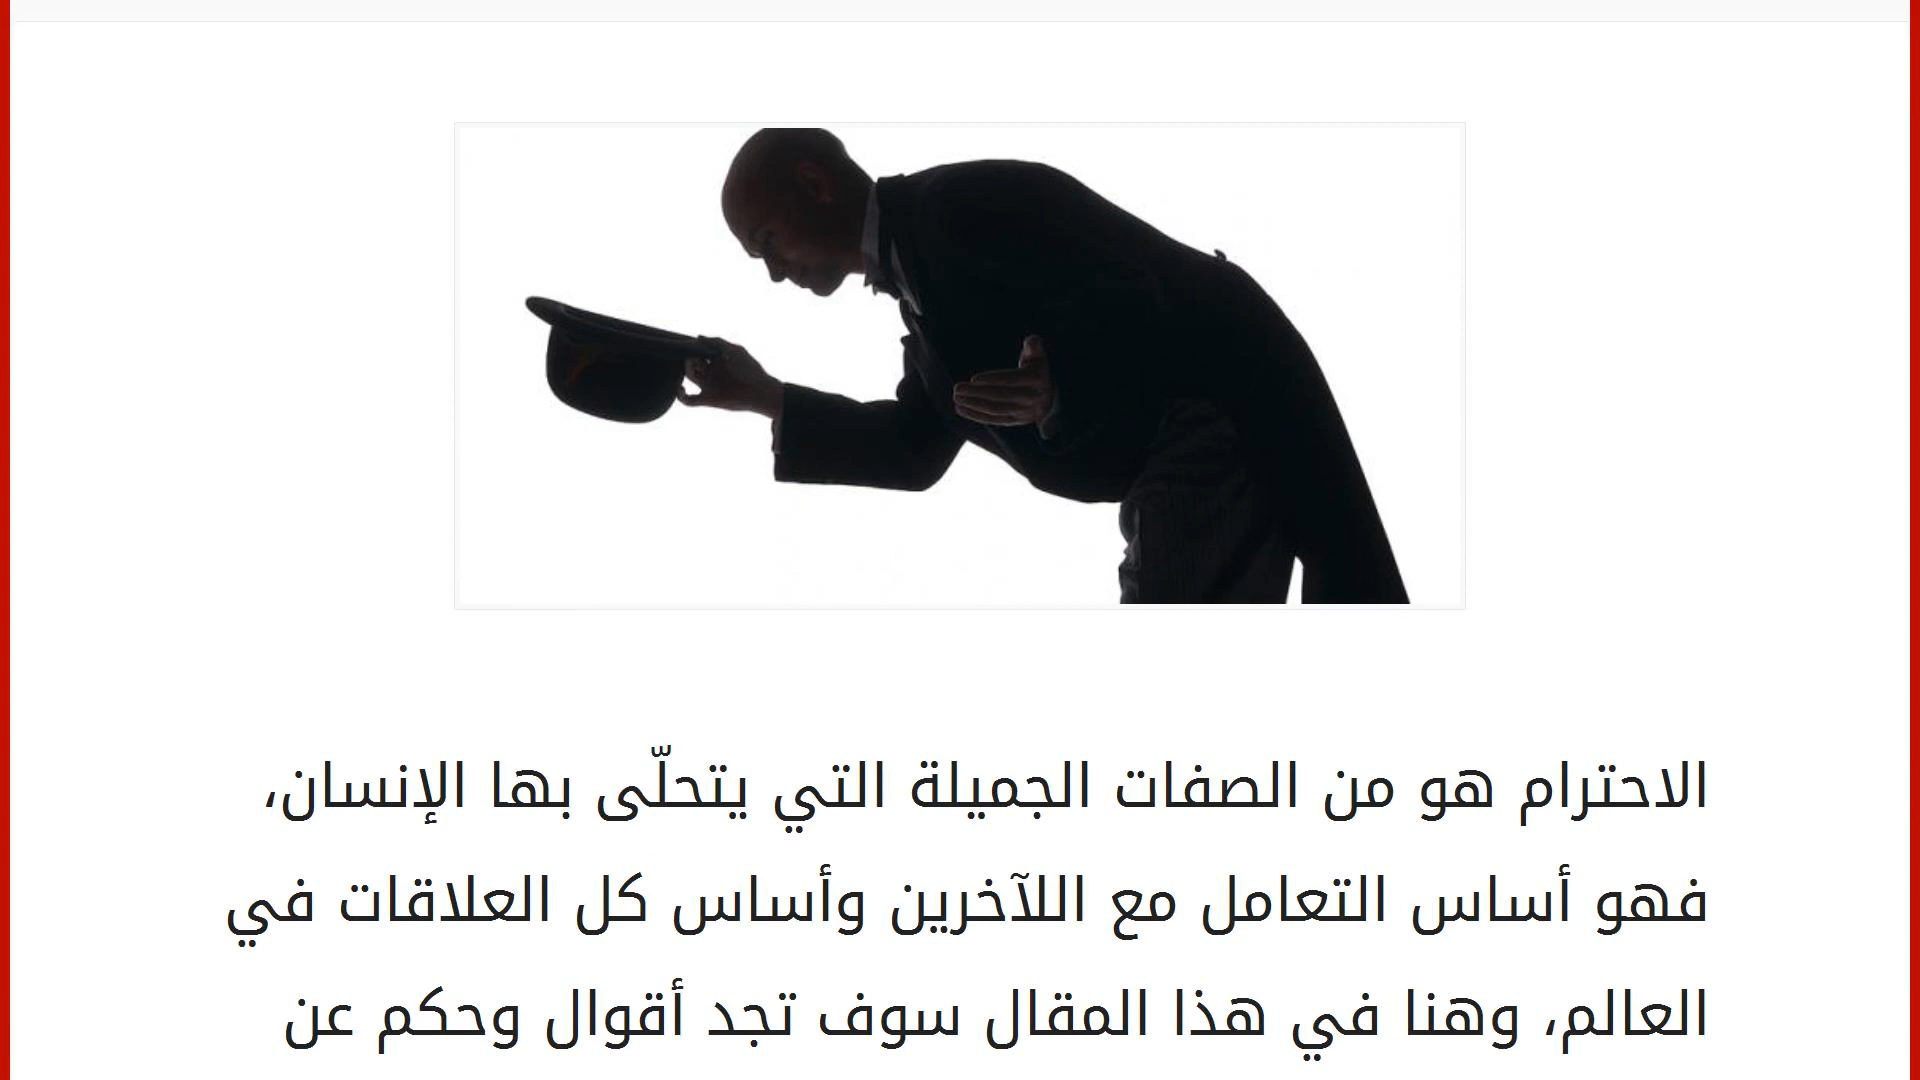 الاحترام هو من الصفات الجميلة التي يتحلّى بها الإنسان،
فهو أساس التعامل مع اللآخرين وأساس كل العلاقات في
العالم، وهنا في هذا المقال سوف تجد أقوال وحكم عن